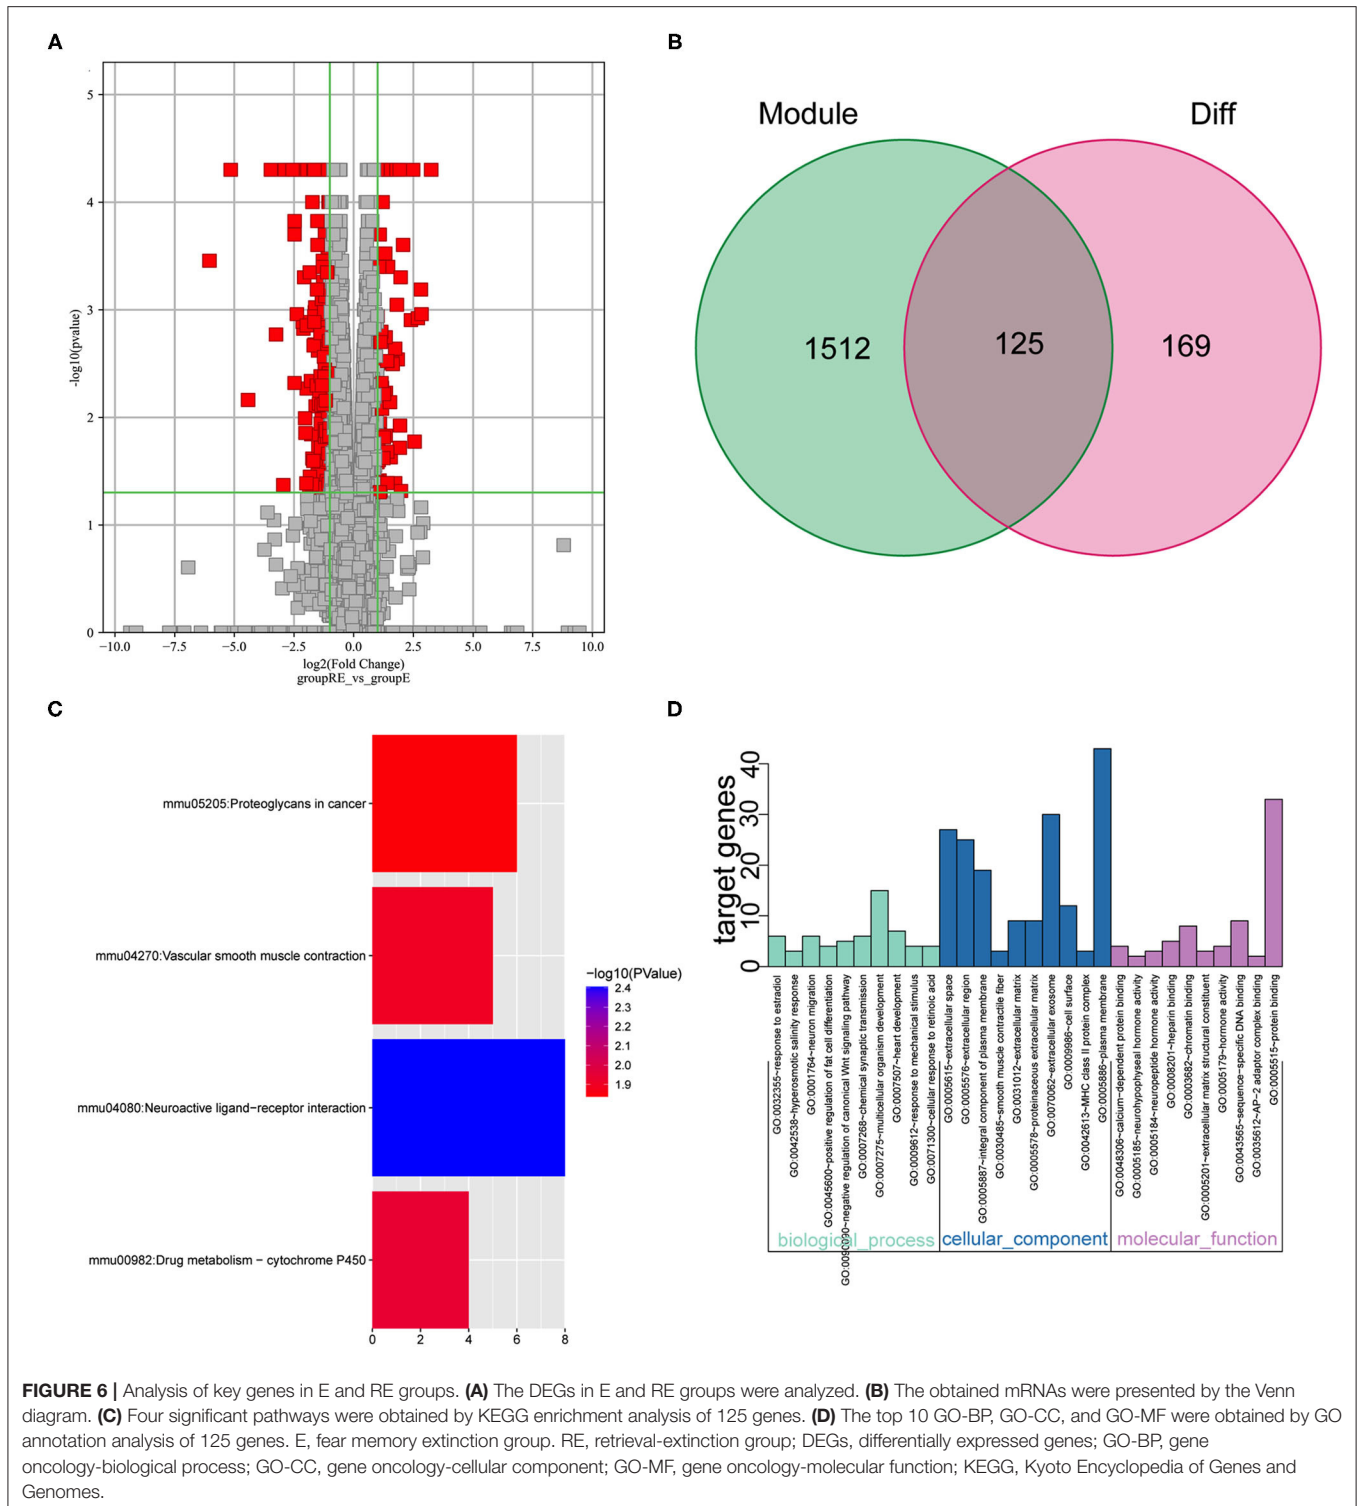 A
5
4
3
2
1
0
-log10(pvalue)
−10.0 −7.5 −5.0 −2.5 0.0 2.5 5.0 7.5 10.0
log2(Fold Change)
groupRE_vs_groupE
B
Module Diff
1512 125 169
C
mmu05205:Proteoglycans in cancer
mmu04270:Vascular smooth muscle contraction
mmu04080:Neuroactive ligand−receptor interaction
mmu00982:Drug metabolism − cytochrome P450
0 2 4 6 8
−log10(PValue)
2.4
2.3
2.2
2.1
2.0
1.9
D
target genes
40
30
20
10
0
GO:0032355~response to estradiol
GO:0042538~hyperosmotic salinity response
GO:0001764~neuron migration
GO:0045600~positive regulation of fat cell differentiation
GO:0090090~negative regulation of canonical Wnt signaling pathway
GO:0007268~chemical synaptic transmission
GO:0007275~multicellular organism development
GO:0007507~heart development
GO:0009612~response to mechanical stimulus
GO:0071300~cellular response to retinoic acid
GO:0005615~extracellular space
GO:0005576~extracellular region
GO:0005887~integral component of plasma membrane
GO:0030485~smooth muscle contractile fiber
GO:0031012~extracellular matrix
GO:0005578~proteinaceous extracellular matrix
GO:0070062~extracellular exosome
GO:0009986~cell surface
GO:0042613~MHC class II protein complex
GO:0005886~plasma membrane
GO:0048306~calcium−dependent protein binding
GO:0005185~neurohypophyseal hormone activity
GO:0005184~neuropeptide hormone activity
GO:0008201~heparin binding
GO:0003682~chromatin binding
GO:0005201~extracellular matrix structural constituent
GO:0005179~hormone activity
GO:0043565~sequence−specific DNA binding
GO:0035612~AP−2 adaptor complex binding
GO:0005515~protein binding
biological_process cellular_component molecular_function
FIGURE 6 | Analysis of key genes in E and RE groups. (A) The DEGs in E and RE groups were analyzed. (B) The obtained mRNAs were presented by the Venn
diagram. (C) Four significant pathways were obtained by KEGG enrichment analysis of 125 genes. (D) The top 10 GO-BP, GO-CC, and GO-MF were obtained by GO
annotation analysis of 125 genes. E, fear memory extinction group. RE, retrieval-extinction group; DEGs, differentially expressed genes; GO-BP, gene
oncology-biological process; GO-CC, gene oncology-cellular component; GO-MF, gene oncology-molecular function; KEGG, Kyoto Encyclopedia of Genes and
Genomes.